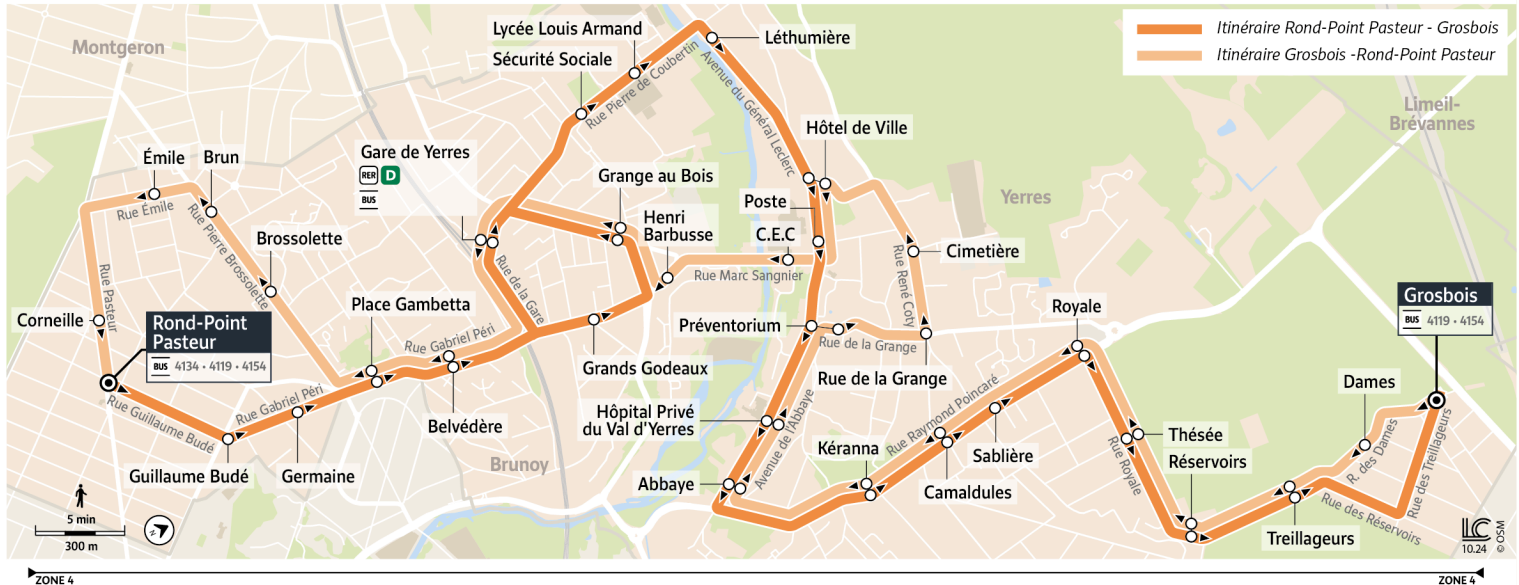 Itinéraire Rond-Point Pasteur - Grosbois
Itinéraire Grosbois -Rond-Point Pasteur
Montgeron
Lycée Louis Armand
Sécurité Sociale
Léthumière
Rue Pierre de Coubertin
Avenue du Général Leclerc
Limeil-
Brévannes
Hôtel de Ville
Gare de Yerres
RER D
BUS
Émile
Brun
Rue Émile
Rue Pierre Brossolette
Brossolette
Grange au Bois
Henri
Barbusse
Poste
C.E.C
Yerres
Rue Marc Sangnier
Cimetière
Rue René Coty
Rue Pasteur
Rue de la Gare
Corneille
Rond-Point
Pasteur
BUS 4134 • 4119 • 4154
Place Gambetta
Rue Gabriel Péri
Grands Godeaux
Préventorium
Rue de la Grange
Rue de la Grange
Royale
Grosbois
BUS 4119 • 4154
Dames
Rue Guillaume Budé
Rue Gabriel Péri
Belvédère
Hôpital Privé
du Val d'Yerres
Avenue de l'Abbaye
Rue Raymond Poincaré
Kéranna
Sablière
Camaldules
Thésée
Réservoirs
Rue Royale
R. des Dames
Rue des Treillageurs
Guillaume Budé
Germaine
Brunoy
Abbaye
Rue des Réservoirs
Treillageurs
5 min
300 m
N
LC
10.24
© OSM
ZONE 4
ZONE 4